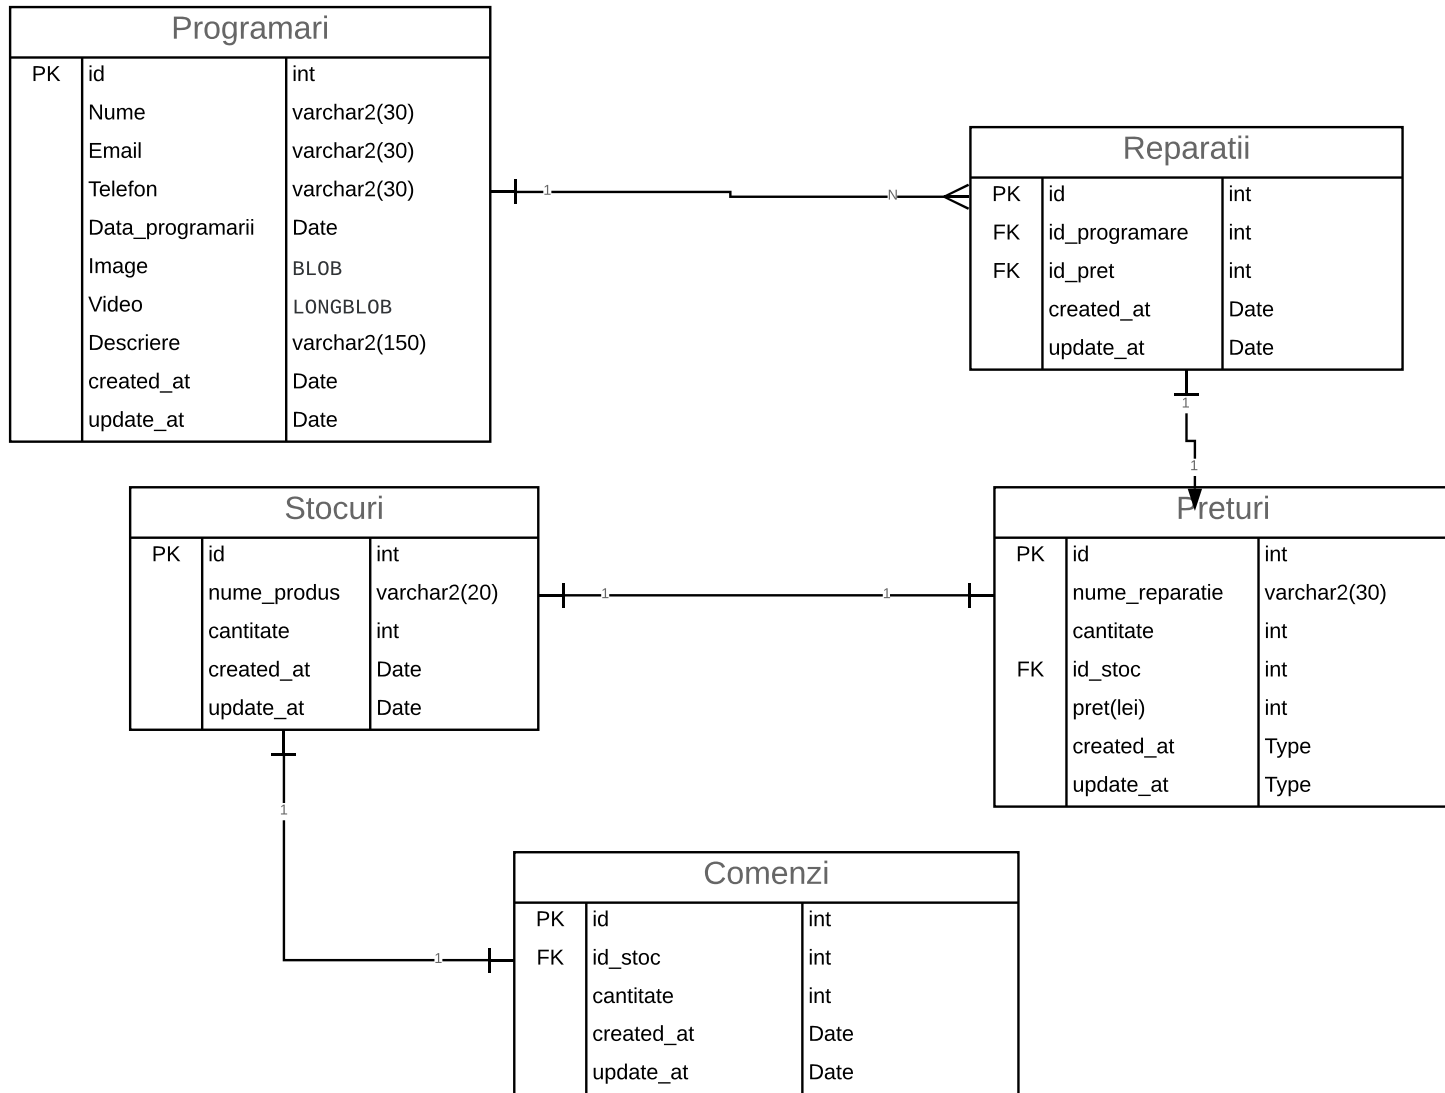 Programari
PK id int
Nume varchar2(30)
Email varchar2(30)
Telefon varchar2(30)
Data_programarii Date
Image BLOB
Video LONGBLOB
Descriere varchar2(150)
created_at Date
update_at Date
1
N
Reparatii
PK id int
FK id_programare int
FK id_pret int
created_at Date
update_at Date
1
1
Stocuri
PK id int
nume_produs varchar2(20)
cantitate int
created_at Date
update_at Date
1
1
Preturi
PK id int
nume_reparatie varchar2(30)
cantitate int
FK id_stoc int
pret(lei) int
created_at Type
update_at Type
1
1
Comenzi
PK id int
FK id_stoc int
cantitate int
created_at Date
update_at Date